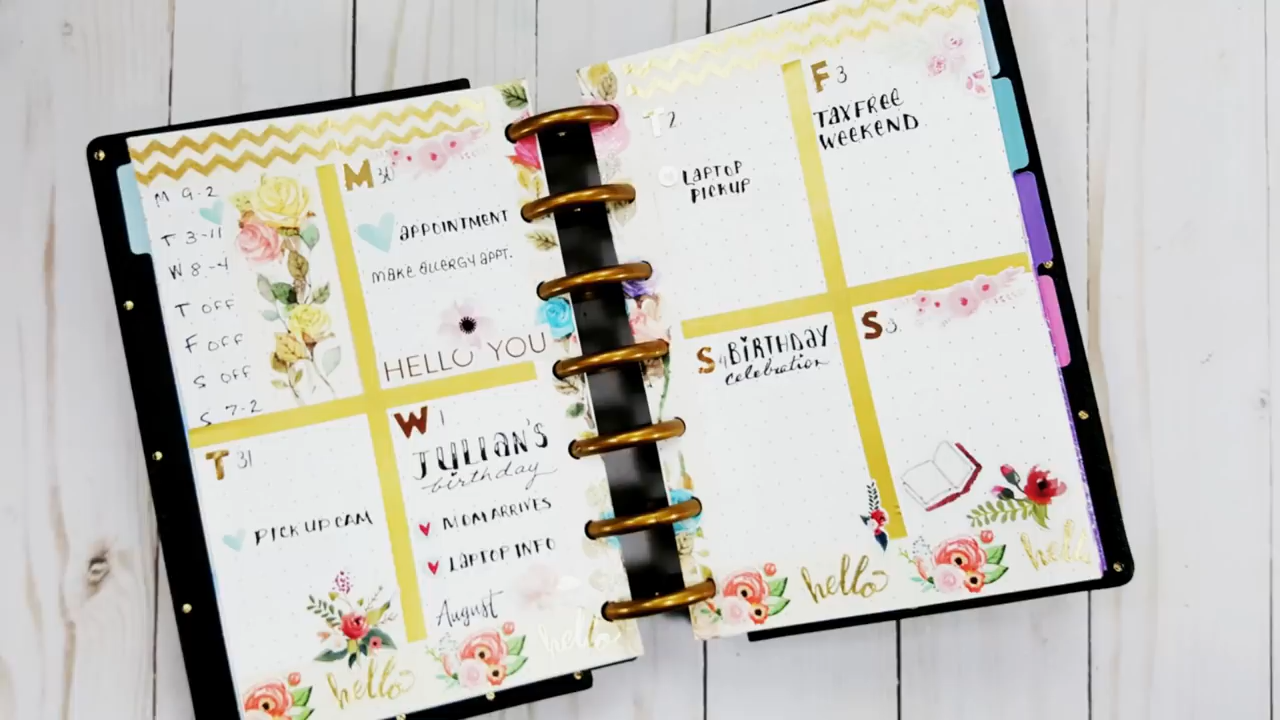 M 9-2
T 3-11
W 8-4
T OFF
F OFF
S OFF
S 7-2
M 30
APPOINTMENT
MAKE ALLERGY APPT.
HELLO YOU
T 31
PICK UP CAM
hello
W 1
JULIAN'S
birthday
MOM ARRIVES
LAPTOP INFO
August
hello
T 2
LAPTOP
PICKUP
F 3
TAX FREE
WEEKEND
S 4 BIRTHDAY
celebration
hello
S
hello